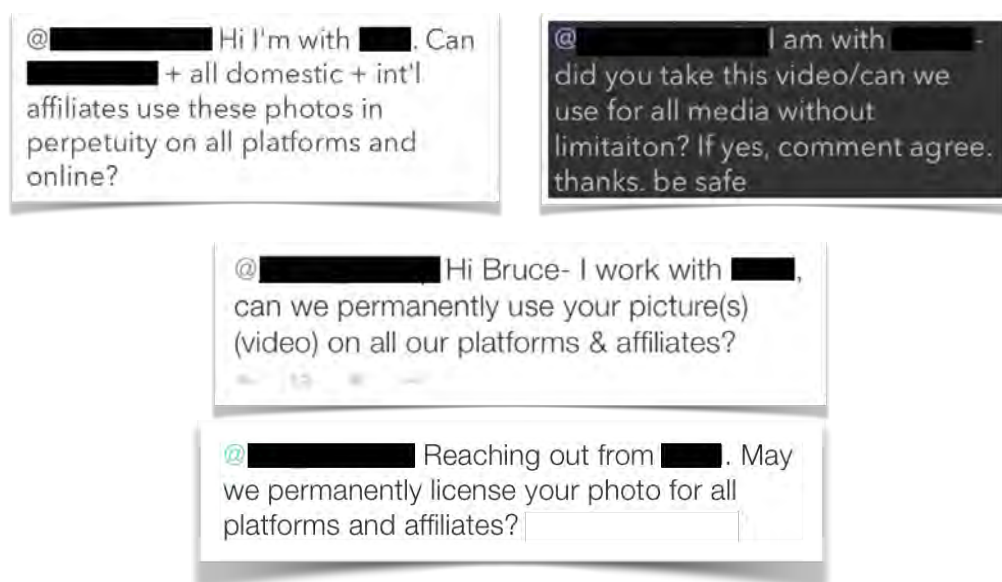 @ Hi I'm with . Can
+ all domestic + int'l
affiliates use these photos in
perpetuity on all platforms and
online?
@ I am with -
did you take this video/can we
use for all media without
limitaiton? If yes, comment agree.
thanks. be safe
@ Hi Bruce- I work with ,
can we permanently use your picture(s)
(video) on all our platforms & affiliates?
@ Reaching out from . May
we permanently license your photo for all
platforms and affiliates?